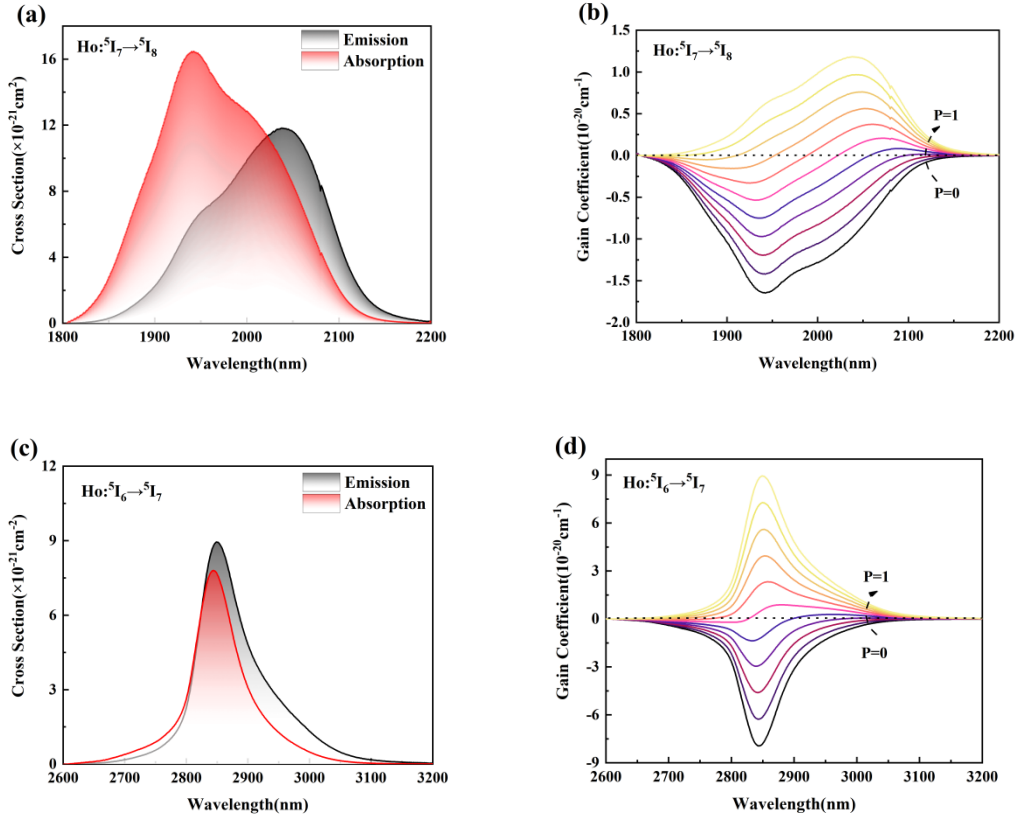 (a)
Ho:⁵I₇→⁵I₈
Emission
Absorption
Cross Section(×10⁻²¹cm²)
16
12
8
4
0
1800 1900 2000 2100 2200
Wavelength(nm)
(b)
Ho:⁵I₇→⁵I₈
Gain Coefficient(10⁻²⁰cm⁻¹)
1.5
1.0
0.5
0.0
-0.5
-1.0
-1.5
-2.0
P=1
P=0
1800 1900 2000 2100 2200
Wavelength(nm)
(c)
Ho:⁵I₆→⁵I₇
Emission
Absorption
Cross Section(×10⁻²¹cm⁻²)
12
9
6
3
0
2600 2700 2800 2900 3000 3100 3200
Wavelength(nm)
(d)
Ho:⁵I₆→⁵I₇
Gain Coefficient(10⁻²⁰cm⁻¹)
9
6
3
0
-3
-6
-9
P=1
P=0
2600 2700 2800 2900 3000 3100 3200
Wavelength(nm)